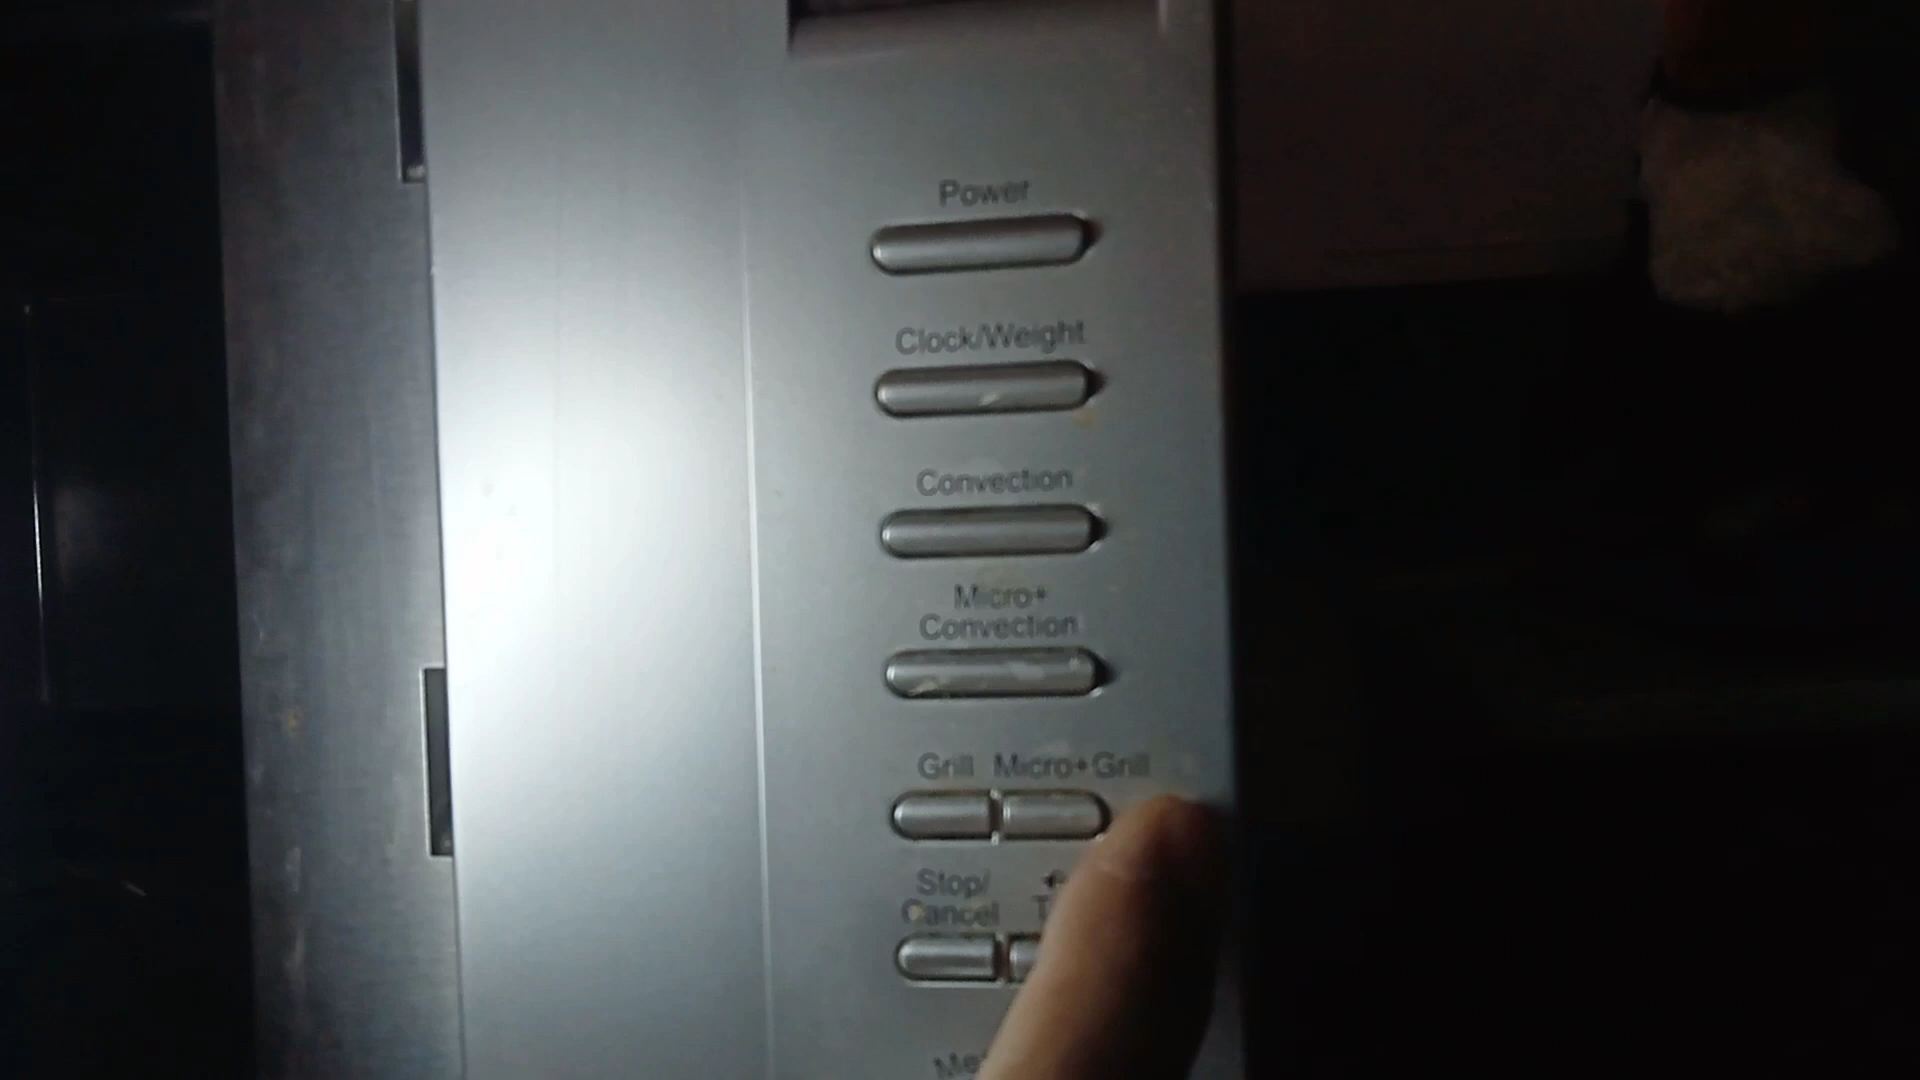 Power
Clock/Weight
Convection
Micro+
Convection
Grill Micro+Grill
Stop/
Cancel